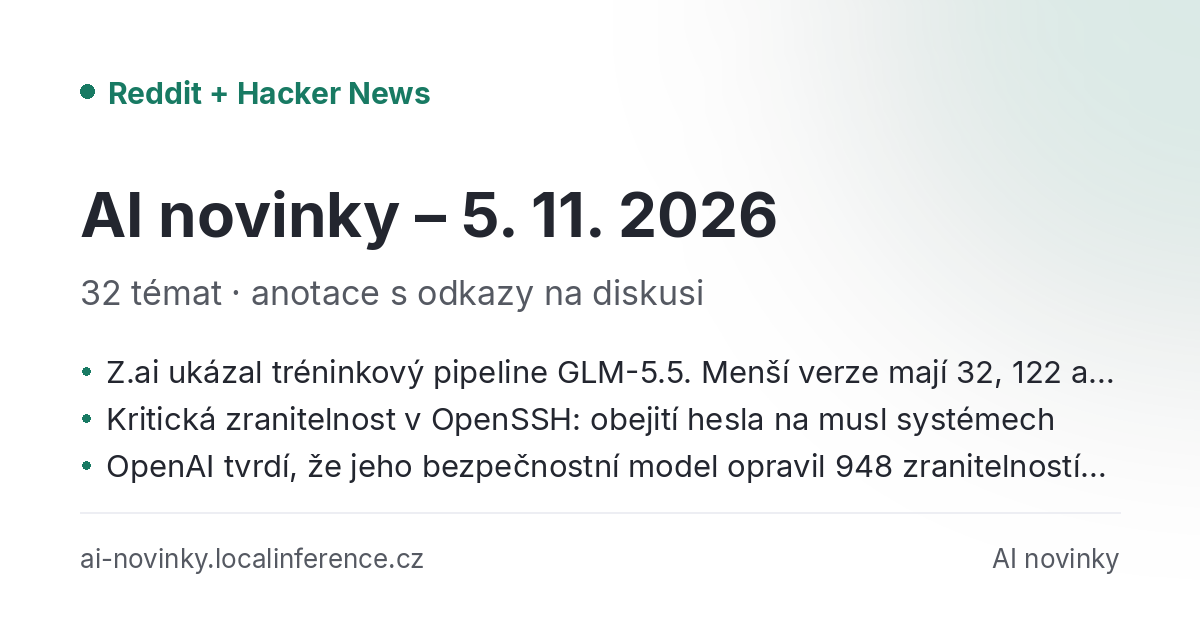 Reddit + Hacker News
AI novinky – 5. 11. 2026
32 témat · anotace s odkazy na diskusi
• Z.ai ukázal tréninkový pipeline GLM-5.5. Menší verze mají 32, 122 a…
• Kritická zranitelnost v OpenSSH: obejití hesla na musl systémech
• OpenAI tvrdí, že jeho bezpečnostní model opravil 948 zranitelností…
ai-novinky.localinference.cz
AI novinky